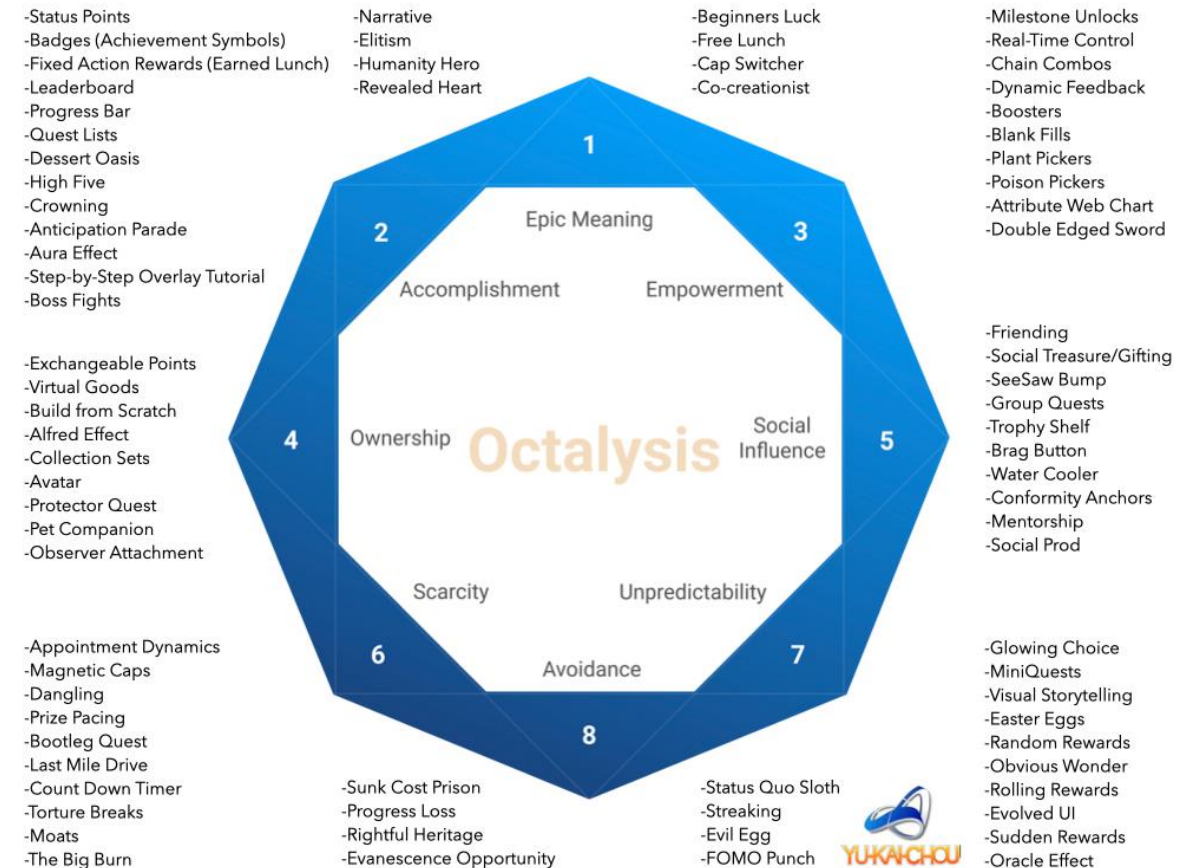 -Status Points
-Badges (Achievement Symbols)
-Fixed Action Rewards (Earned Lunch)
-Leaderboard
-Progress Bar
-Quest Lists
-Dessert Oasis
-High Five
-Crowning
-Anticipation Parade
-Aura Effect
-Step-by-Step Overlay Tutorial
-Boss Fights
-Narrative
-Elitism
-Humanity Hero
-Revealed Heart
-Beginners Luck
-Free Lunch
-Cap Switcher
-Co-creationist
-Milestone Unlocks
-Real-Time Control
-Chain Combos
-Dynamic Feedback
-Boosters
-Blank Fills
-Plant Pickers
-Poison Pickers
-Attribute Web Chart
-Double Edged Sword
1
Epic Meaning
2
Accomplishment
3
Empowerment
-Exchangeable Points
-Virtual Goods
-Build from Scratch
-Alfred Effect
-Collection Sets
-Avatar
-Protector Quest
-Pet Companion
-Observer Attachment
4
Ownership
Octalysis
Social
Influence
5
-Friending
-Social Treasure/Gifting
-SeeSaw Bump
-Group Quests
-Trophy Shelf
-Brag Button
-Water Cooler
-Conformity Anchors
-Mentorship
-Social Prod
Scarcity
6
Unpredictability
7
Avoidance
8
-Appointment Dynamics
-Magnetic Caps
-Dangling
-Prize Pacing
-Bootleg Quest
-Last Mile Drive
-Count Down Timer
-Torture Breaks
-Moats
-The Big Burn
-Sunk Cost Prison
-Progress Loss
-Rightful Heritage
-Evanescence Opportunity
-Status Quo Sloth
-Streaking
-Evil Egg
-FOMO Punch
YU-KAI CHOU
-Glowing Choice
-MiniQuests
-Visual Storytelling
-Easter Eggs
-Random Rewards
-Obvious Wonder
-Rolling Rewards
-Evolved UI
-Sudden Rewards
-Oracle Effect